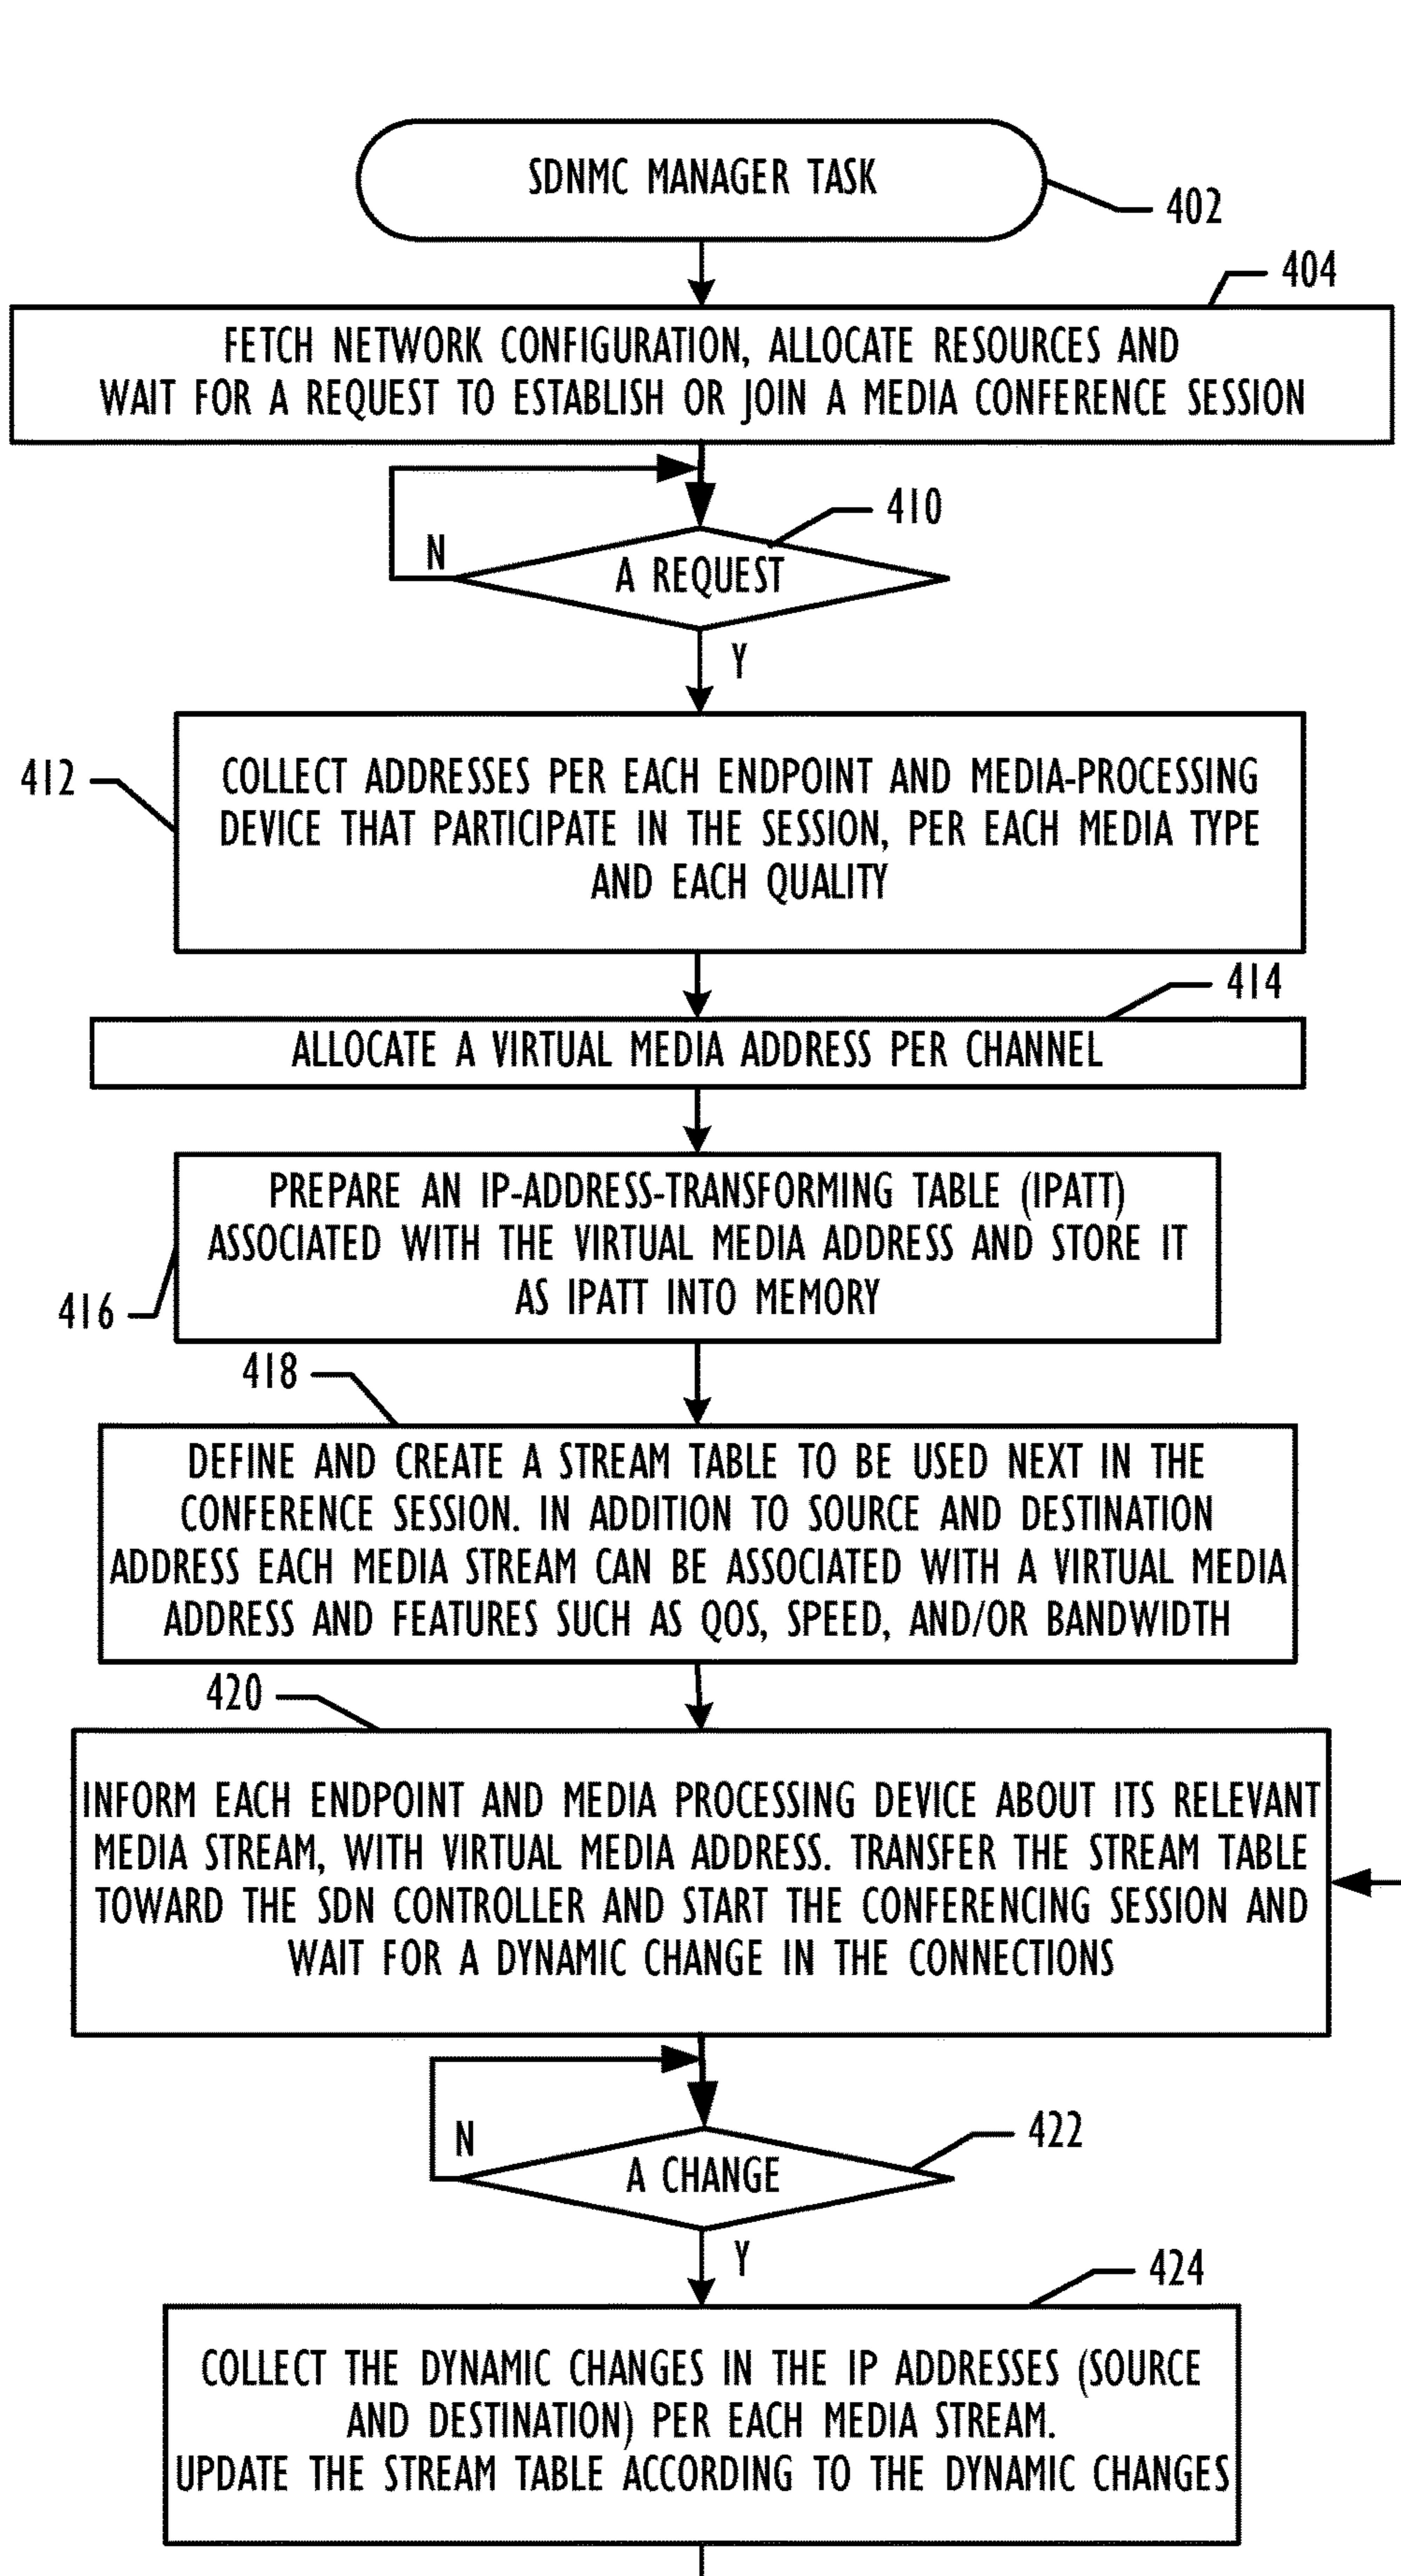 SDNMC MANAGER TASK
402
404
FETCH NETWORK CONFIGURATION, ALLOCATE RESOURCES AND
WAIT FOR A REQUEST TO ESTABLISH OR JOIN A MEDIA CONFERENCE SESSION
410
N
A REQUEST
Y
412
COLLECT ADDRESSES PER EACH ENDPOINT AND MEDIA-PROCESSING
DEVICE THAT PARTICIPATE IN THE SESSION, PER EACH MEDIA TYPE
AND EACH QUALITY
414
ALLOCATE A VIRTUAL MEDIA ADDRESS PER CHANNEL
PREPARE AN IP-ADDRESS-TRANSFORMING TABLE (IPATT)
ASSOCIATED WITH THE VIRTUAL MEDIA ADDRESS AND STORE IT
AS IPATT INTO MEMORY
416
418
DEFINE AND CREATE A STREAM TABLE TO BE USED NEXT IN THE
CONFERENCE SESSION. IN ADDITION TO SOURCE AND DESTINATION
ADDRESS EACH MEDIA STREAM CAN BE ASSOCIATED WITH A VIRTUAL MEDIA
ADDRESS AND FEATURES SUCH AS QOS, SPEED, AND/OR BANDWIDTH
420
INFORM EACH ENDPOINT AND MEDIA PROCESSING DEVICE ABOUT ITS RELEVANT
MEDIA STREAM, WITH VIRTUAL MEDIA ADDRESS. TRANSFER THE STREAM TABLE
TOWARD THE SDN CONTROLLER AND START THE CONFERENCING SESSION AND
WAIT FOR A DYNAMIC CHANGE IN THE CONNECTIONS
422
N
A CHANGE
Y
424
COLLECT THE DYNAMIC CHANGES IN THE IP ADDRESSES (SOURCE
AND DESTINATION) PER EACH MEDIA STREAM.
UPDATE THE STREAM TABLE ACCORDING TO THE DYNAMIC CHANGES